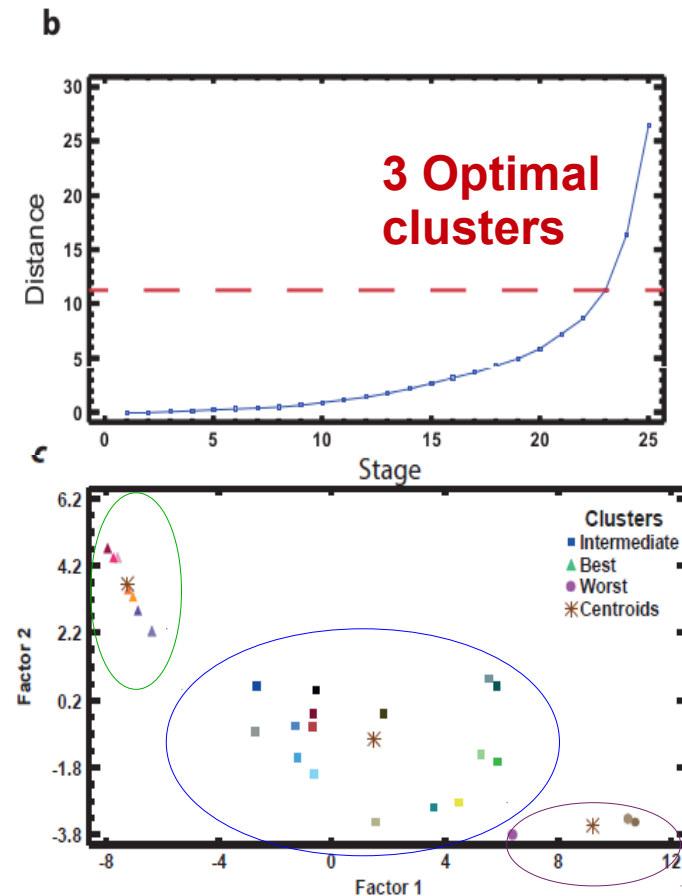 b
30
25
20
15
10
5
0
Distance
3 Optimal
clusters
0 5 10 15 20 25
Stage
c
6.2
4.2
2.2
0.2
-1.8
-3.8
Factor 2
Clusters
Intermediate
Best
Worst
Centroids
-8 -4 0 4 8 12
Factor 1